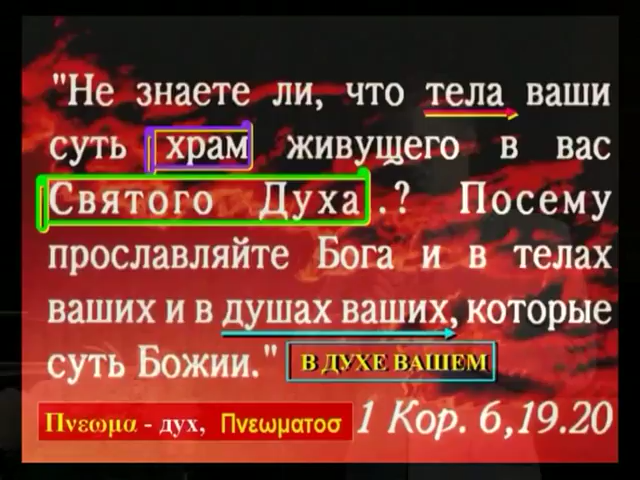 "Не знаете ли, что тела ваши
суть храм живущего в вас
Святого Духа.? Посему
прославляйте Бога и в телах
ваших и в душах ваших, которые
суть Божии."
В ДУХЕ ВАШЕМ
Πνεωμα - дух, Πνεωματοσ
1 Кор. 6,19.20